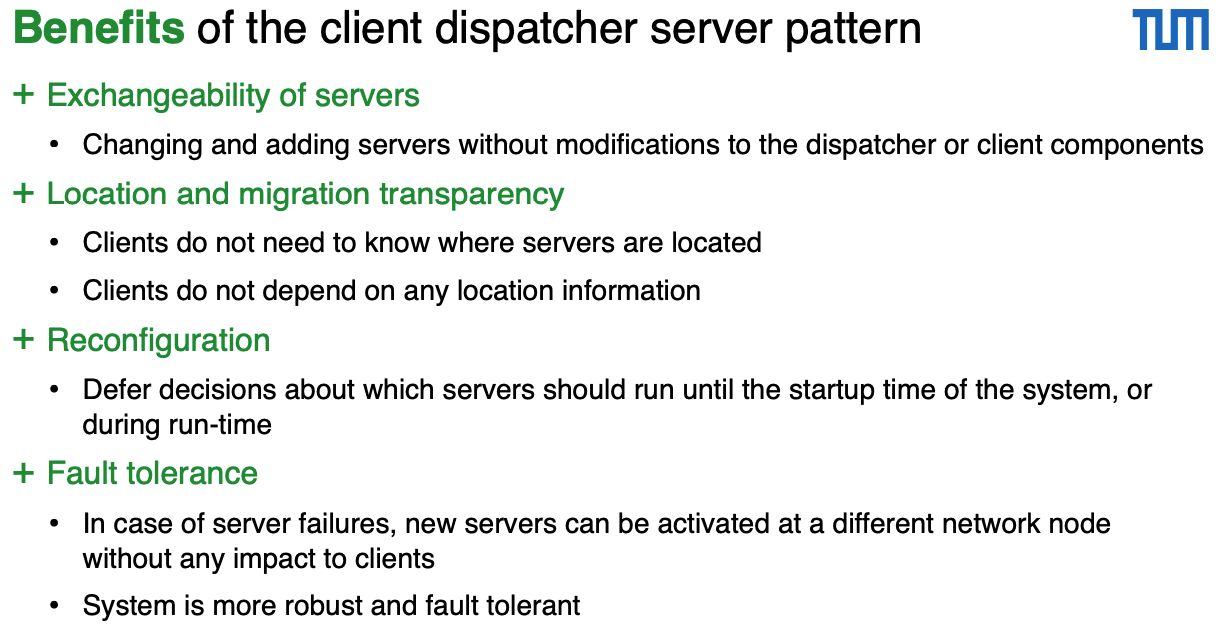 Benefits of the client dispatcher server pattern
TUM
+ Exchangeability of servers
• Changing and adding servers without modifications to the dispatcher or client components
+ Location and migration transparency
• Clients do not need to know where servers are located
• Clients do not depend on any location information
+ Reconfiguration
• Defer decisions about which servers should run until the startup time of the system, or
during run-time
+ Fault tolerance
• In case of server failures, new servers can be activated at a different network node
without any impact to clients
• System is more robust and fault tolerant